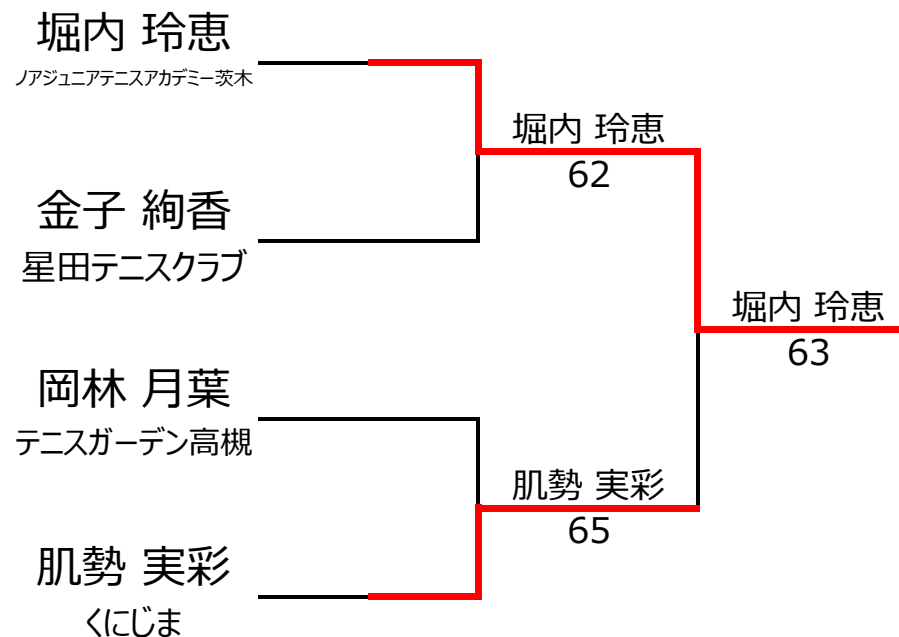 堀内 玲恵
ノアジュニアテニスアカデミー茨木
堀内 玲恵
62
金子 絢香
星田テニスクラブ
堀内 玲恵
63
岡林 月葉
テニスガーデン高槻
肌勢 実彩
65
肌勢 実彩
くにじま